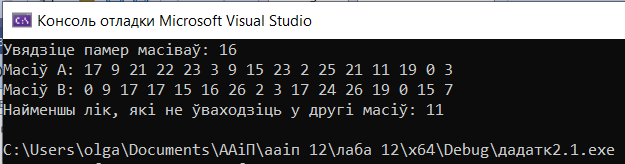 Консоль отладки Microsoft Visual Studio
Увядзіце памер масіваў: 16
Масіў A: 17 9 21 22 23 3 9 15 23 2 25 21 11 19 0 3
Масіў B: 0 9 17 17 15 16 26 2 3 17 24 26 19 0 15 7
Найменшы лік, які не ўваходзіць у другі масіў: 11
C:\Users\olga\Documents\ААіП\ааіп 12\лаба 12\x64\Debug\дадатк2.1.exe